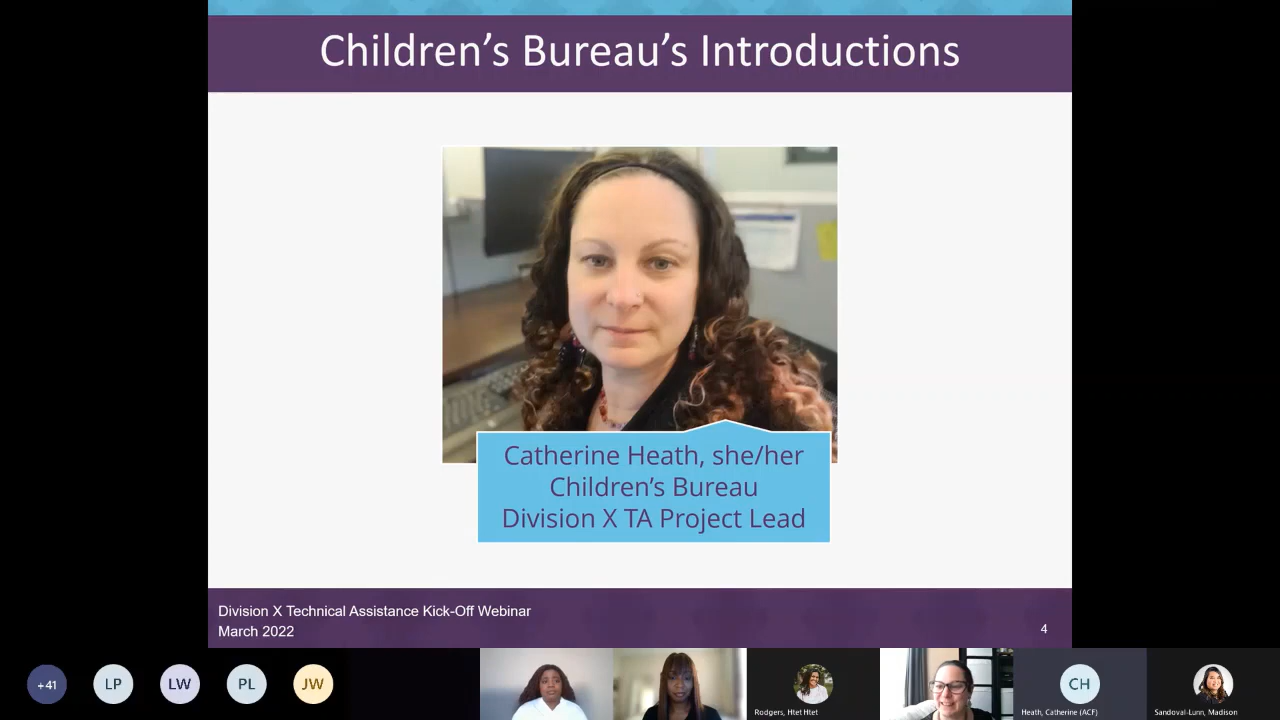 Children’s Bureau’s Introductions
Catherine Heath, she/her
Children’s Bureau
Division X TA Project Lead
Division X Technical Assistance Kick-Off Webinar
March 2022
4
+41
LP
LW
PL
JW
CH
Rodgers, Htet Htet
Heath, Catherine (ACF)
Sandoval-Lunn, Madison